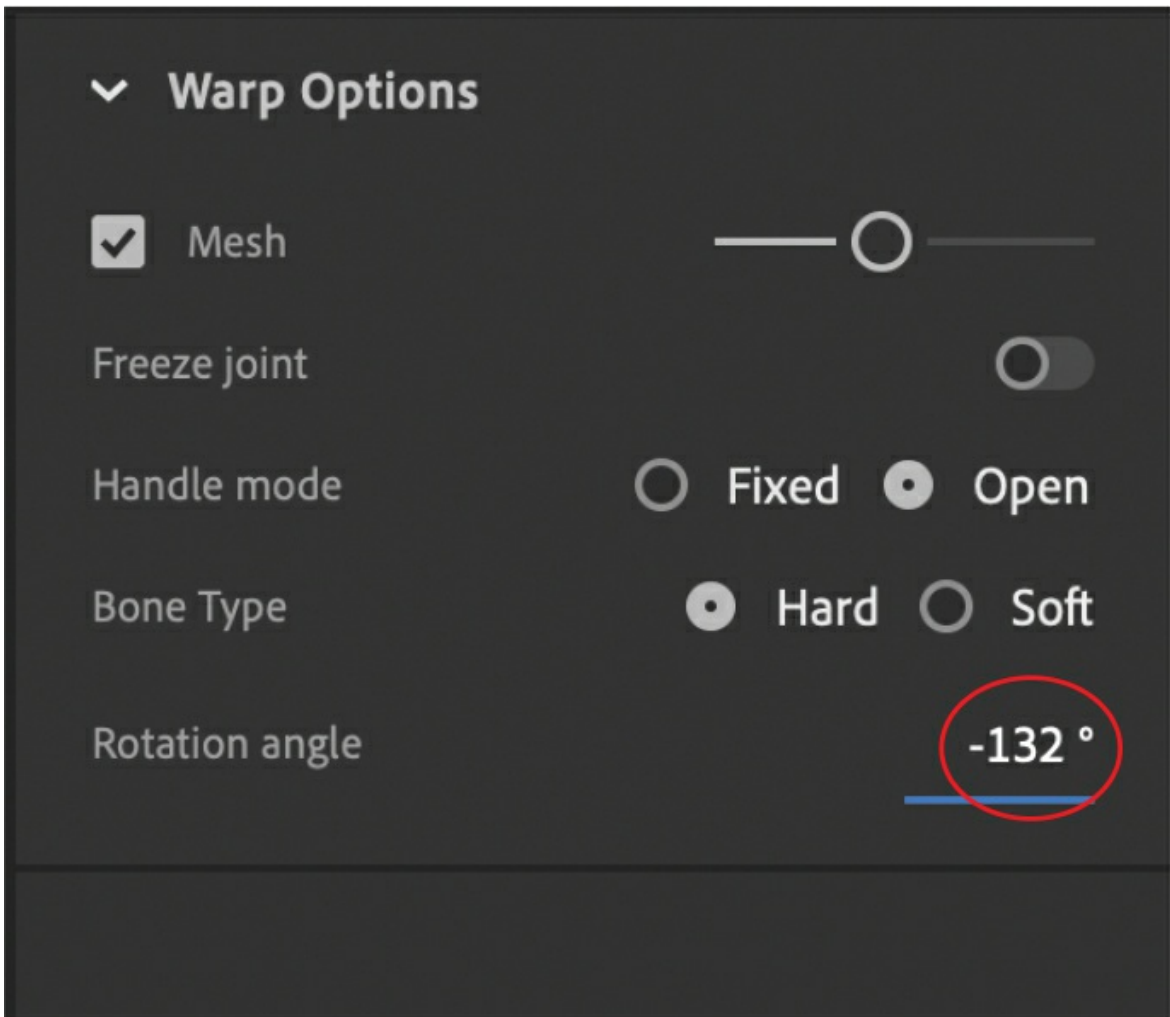 Warp Options
Mesh
Freeze joint
Handle mode Fixed Open
Bone Type Hard Soft
Rotation angle -132 °